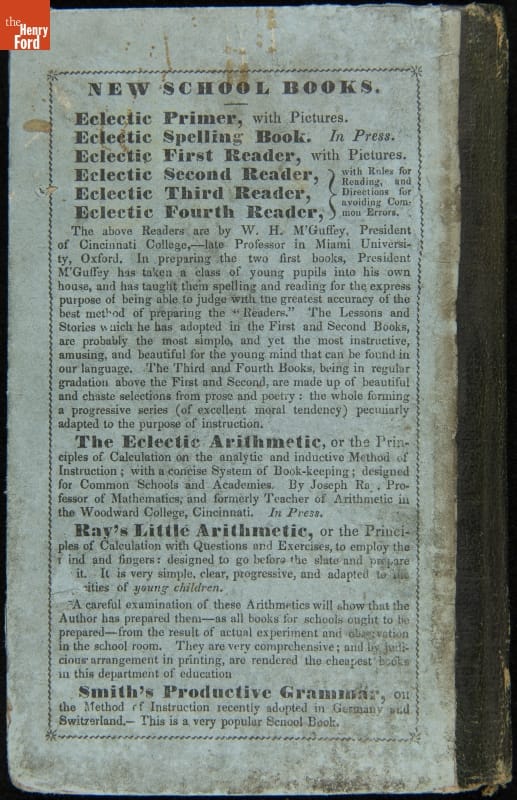 the
Henry
Ford
NEW SCHOOL BOOKS.
Eclectic Primer, with Pictures.
Eclectic Spelling Book. In Press.
Eclectic First Reader, with Pictures.
Eclectic Second Reader,
Eclectic Third Reader,
Eclectic Fourth Reader,
with Rules for
Reading, and
Directions for
avoiding Com-
mon Errors.
The above Readers are by W. H. M'Guffey, President
of Cincinnati College,—late Professor in Miami Universi-
ty, Oxford. In preparing the two first books, President
M'Guffey has taken a class of young pupils into his own
house, and has taught them spelling and reading for the express
purpose of being able to judge with the greatest accuracy of the
best method of preparing the "Readers." The Lessons and
Stories which he has adopted in the First and Second Books,
are probably the most simple, and yet the most instructive,
amusing, and beautiful for the young mind that can be found in
our language. The Third and Fourth Books, being in regular
gradation above the First and Second, are made up of beautiful
and chaste selections from prose and poetry: the whole forming
a progressive series (of excellent moral tendency) peculiarly
adapted to the purpose of instruction.
The Eclectic Arithmetic, or the Prin-
ciples of Calculation on the analytic and inductive Method of
Instruction; with a concise System of Book-keeping; designed
for Common Schools and Academies. By Joseph Ra , Pro-
fessor of Mathematics, and formerly Teacher of Arithmetic in
the Woodward College, Cincinnati. In Press.
Ray's Little Arithmetic, or the Princi-
ples of Calculation with Questions and Exercises, to employ the
ind and fingers: designed to go before the slate and prepare
it. It is very simple, clear, progressive, and adapted to the
cities of young children.
A careful examination of these Arithmetics will show that the
Author has prepared them—as all books for schools ought to be
prepared—from the result of actual experiment and observation
in the school room. They are very comprehensive; and by judi-
cious arrangement in printing, are rendered the cheapest books
in this department of education
Smith's Productive Grammar, on
the Method of Instruction recently adopted in Germany and
Switzerland.— This is a very popular School Book.